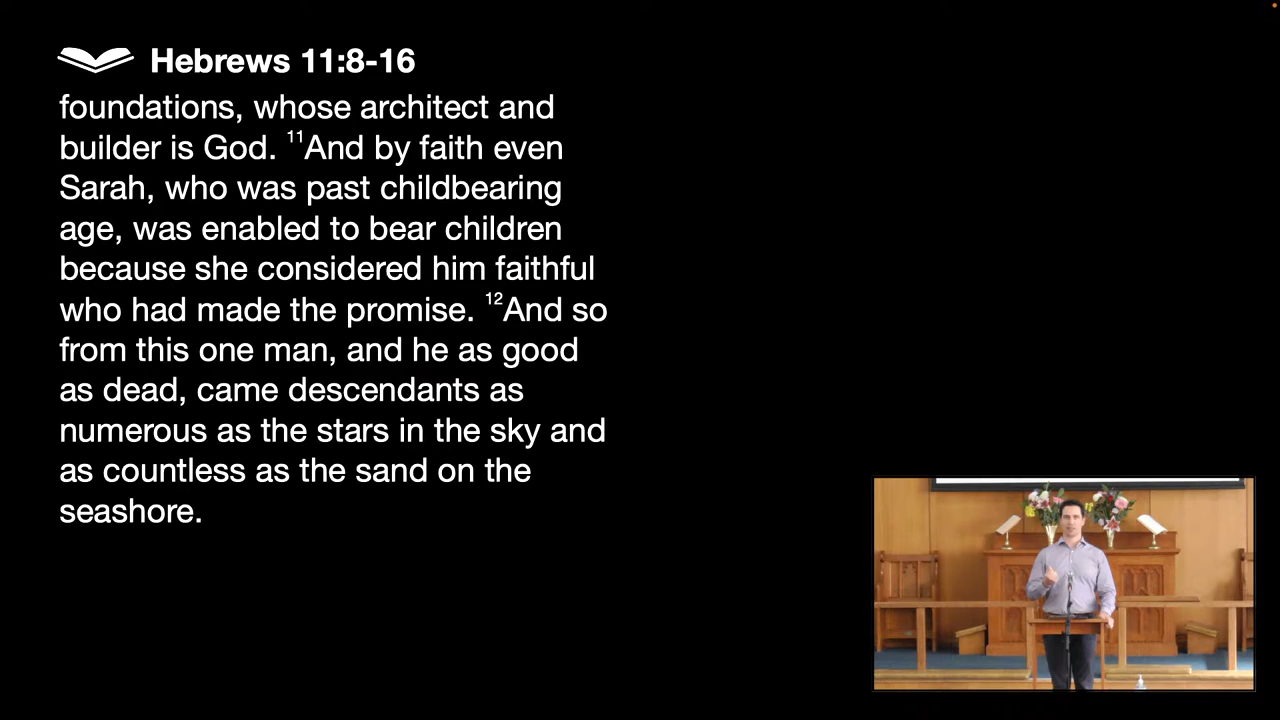 Hebrews 11:8-16
foundations, whose architect and
builder is God. ¹¹And by faith even
Sarah, who was past childbearing
age, was enabled to bear children
because she considered him faithful
who had made the promise. ¹²And so
from this one man, and he as good
as dead, came descendants as
numerous as the stars in the sky and
as countless as the sand on the
seashore.